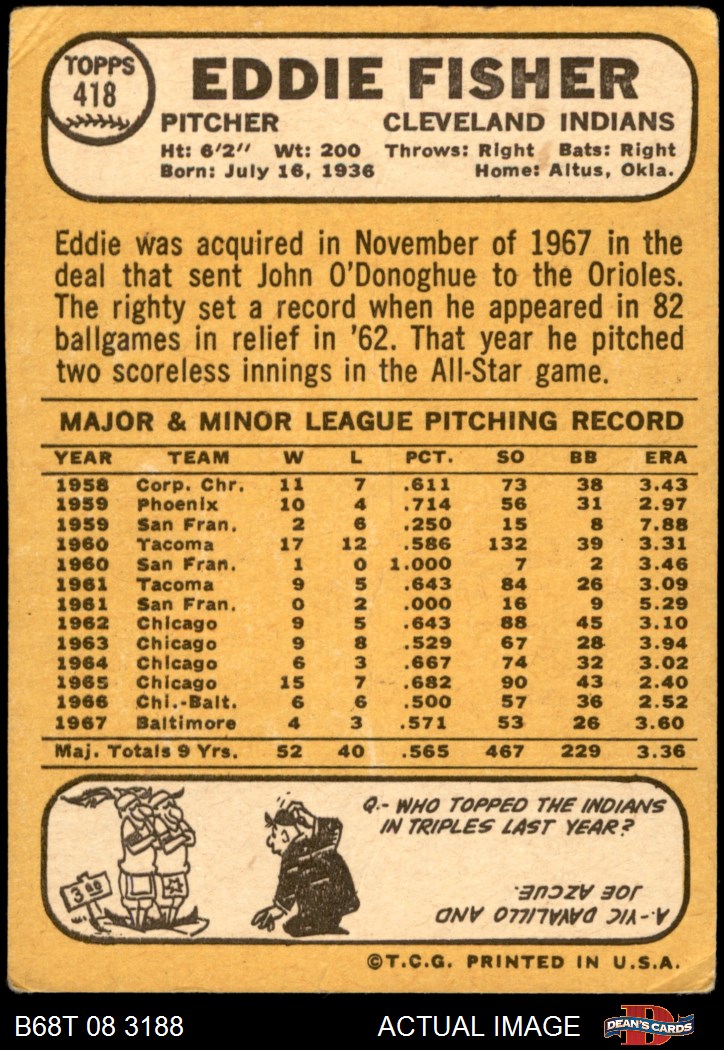 TOPPS
418
EDDIE FISHER
PITCHER CLEVELAND INDIANS
Ht: 6'2" Wt: 200 Throws: Right Bats: Right
Born: July 16, 1936 Home: Altus, Okla.
Eddie was acquired in November of 1967 in the
deal that sent John O'Donoghue to the Orioles.
The righty set a record when he appeared in 82
ballgames in relief in '62. That year he pitched
two scoreless innings in the All-Star game.
MAJOR & MINOR LEAGUE PITCHING RECORD
YEAR TEAM W L PCT. SO BB ERA
1958 Corp. Chr. 11 7 .611 73 38 3.43
1959 Phoenix 10 4 .714 56 31 2.97
1959 San Fran. 2 6 .250 15 8 7.88
1960 Tacoma 17 12 .586 132 39 3.31
1960 San Fran. 1 0 1.000 7 2 3.46
1961 Tacoma 9 5 .643 84 26 3.09
1961 San Fran. 0 2 .000 16 9 5.29
1962 Chicago 9 5 .643 88 45 3.10
1963 Chicago 9 8 .529 67 28 3.94
1964 Chicago 6 3 .667 74 32 3.02
1965 Chicago 15 7 .682 90 43 2.40
1966 Chi.-Balt. 6 6 .500 57 36 2.52
1967 Baltimore 4 3 .571 53 26 3.60
Maj. Totals 9 Yrs. 52 40 .565 467 229 3.36
Q.- WHO TOPPED THE INDIANS
IN TRIPLES LAST YEAR?
A.- VIC DAVALILLO AND
JOE AZCUE.
3 RD
©T.C.G. PRINTED IN U.S.A.
B68T 08 3188 ACTUAL IMAGE DEAN'S CARDS